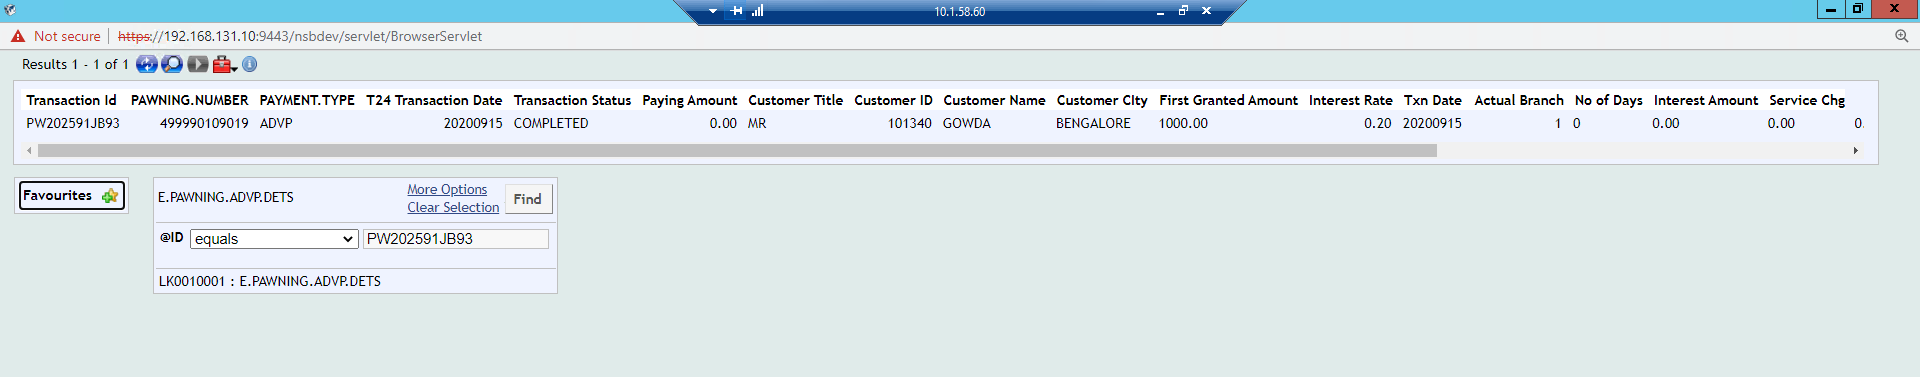 10.1.58.60
Not secure | https://192.168.131.10:9443/nsbdev/servlet/BrowserServlet
Results 1 - 1 of 1
Transaction Id PAWNING.NUMBER PAYMENT.TYPE T24 Transaction Date Transaction Status Paying Amount Customer Title Customer ID Customer Name Customer CIty First Granted Amount Interest Rate Txn Date Actual Branch No of Days Interest Amount Service Chg
PW202591JB93 499990109019 ADVP 20200915 COMPLETED 0.00 MR 101340 GOWDA BENGALORE 1000.00 0.20 20200915 1 0 0.00 0.00 0.
Favourites
E.PAWNING.ADVP.DETS
More Options
Clear Selection
Find
@ID equals PW202591JB93
LK0010001 : E.PAWNING.ADVP.DETS